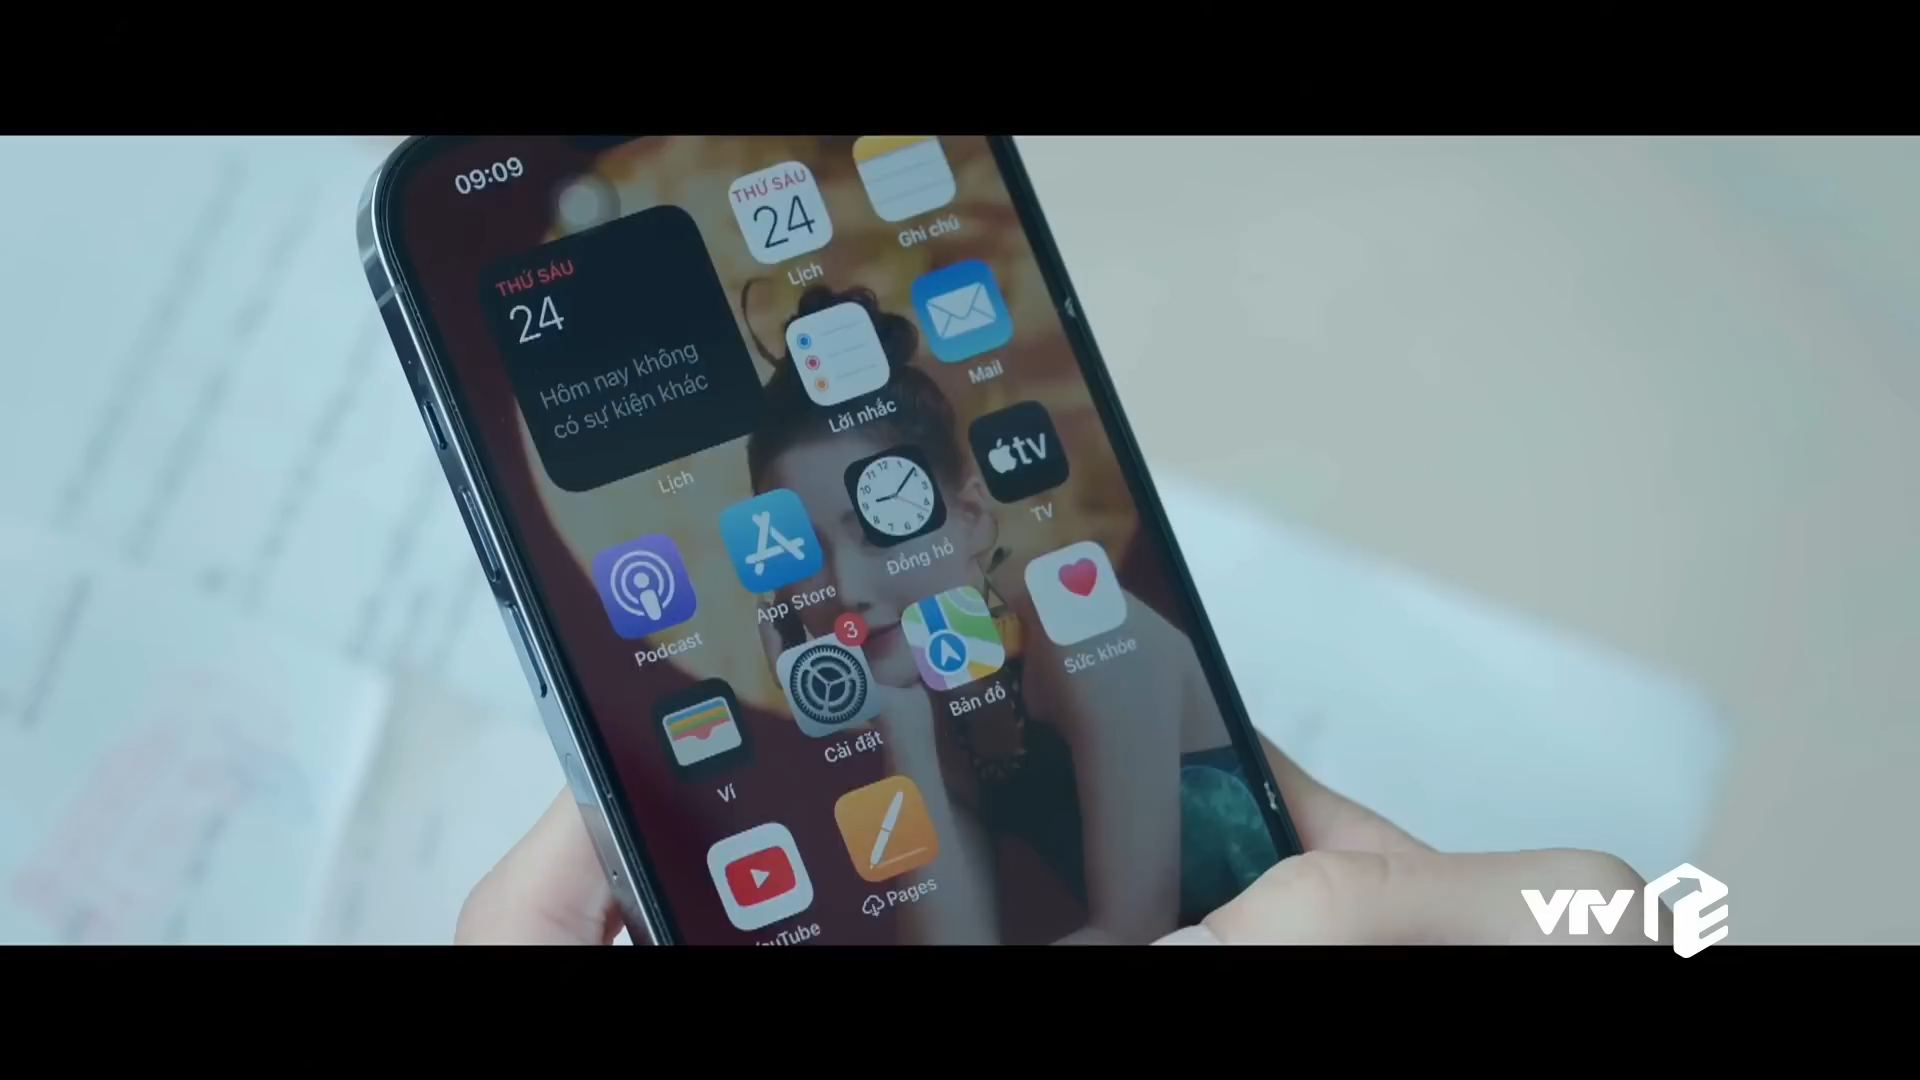 09:09
THỨ SÁU
24
Hôm nay không
có sự kiện khác
Lịch
THỨ SÁU
24
Lịch
Ghi chú
Lời nhắc
Mail
Podcast
App Store
Đồng hồ
tv
TV
Ví
3
Cài đặt
Bản đồ
Sức khỏe
YouTube
Pages
VTV